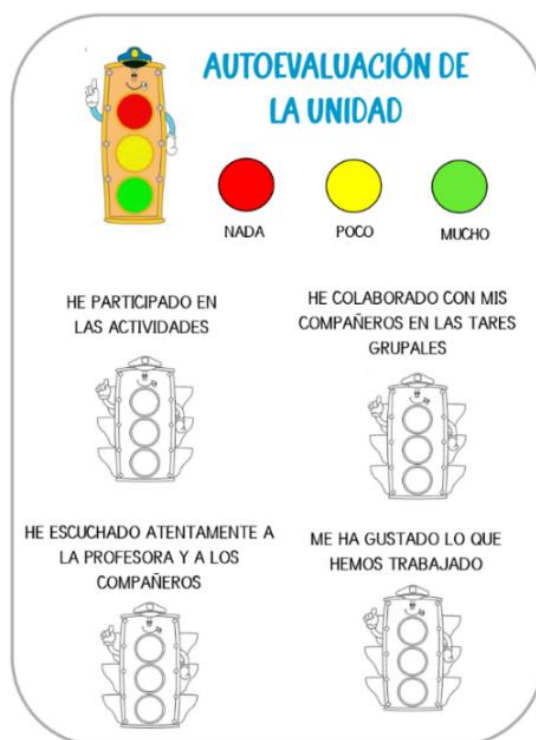 AUTOEVALUACIÓN DE
LA UNIDAD
NADA
POCO
MUCHO
HE PARTICIPADO EN
LAS ACTIVIDADES
HE COLABORADO CON MIS
COMPAÑEROS EN LAS TARES
GRUPALES
HE ESCUCHADO ATENTAMENTE A
LA PROFESORA Y A LOS
COMPAÑEROS
ME HA GUSTADO LO QUE
HEMOS TRABAJADO